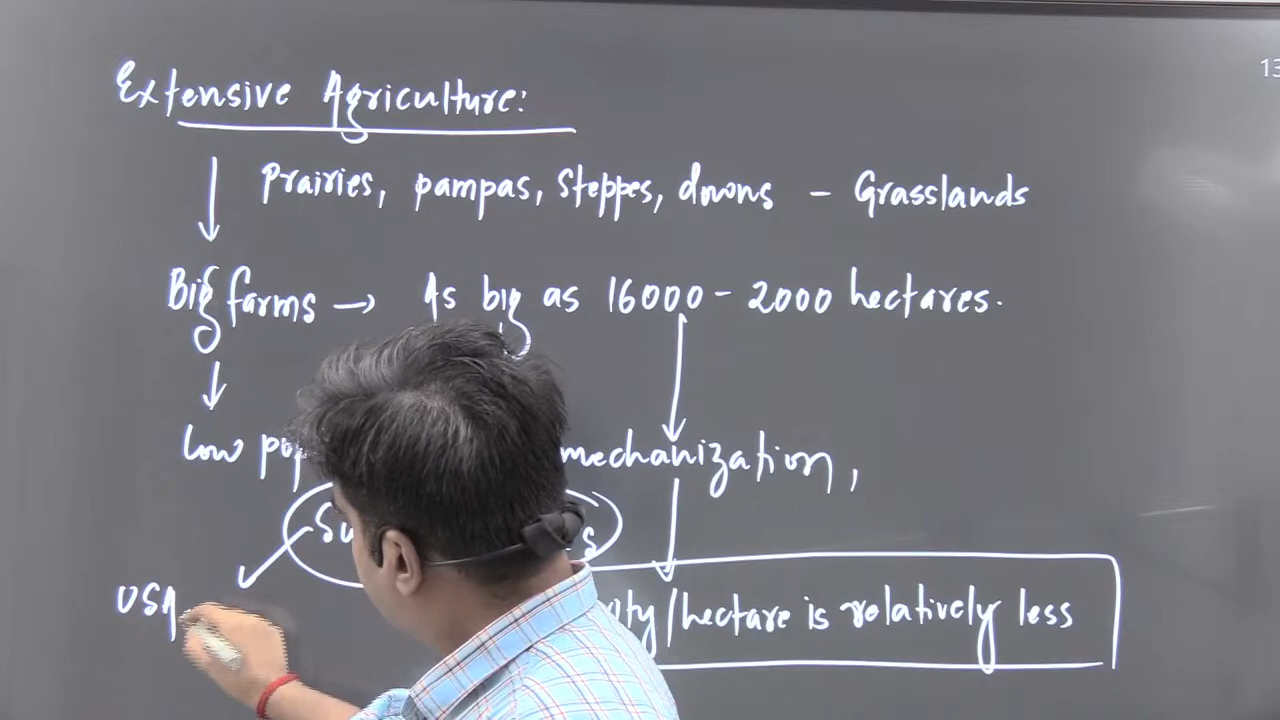 13
Extensive Agriculture:
Prairies, pampas, Steppes, downs - Grasslands
Big farms → As big as 16000 - 2000 hectares.
Low mechanization,
USA
/hectare is relatively less